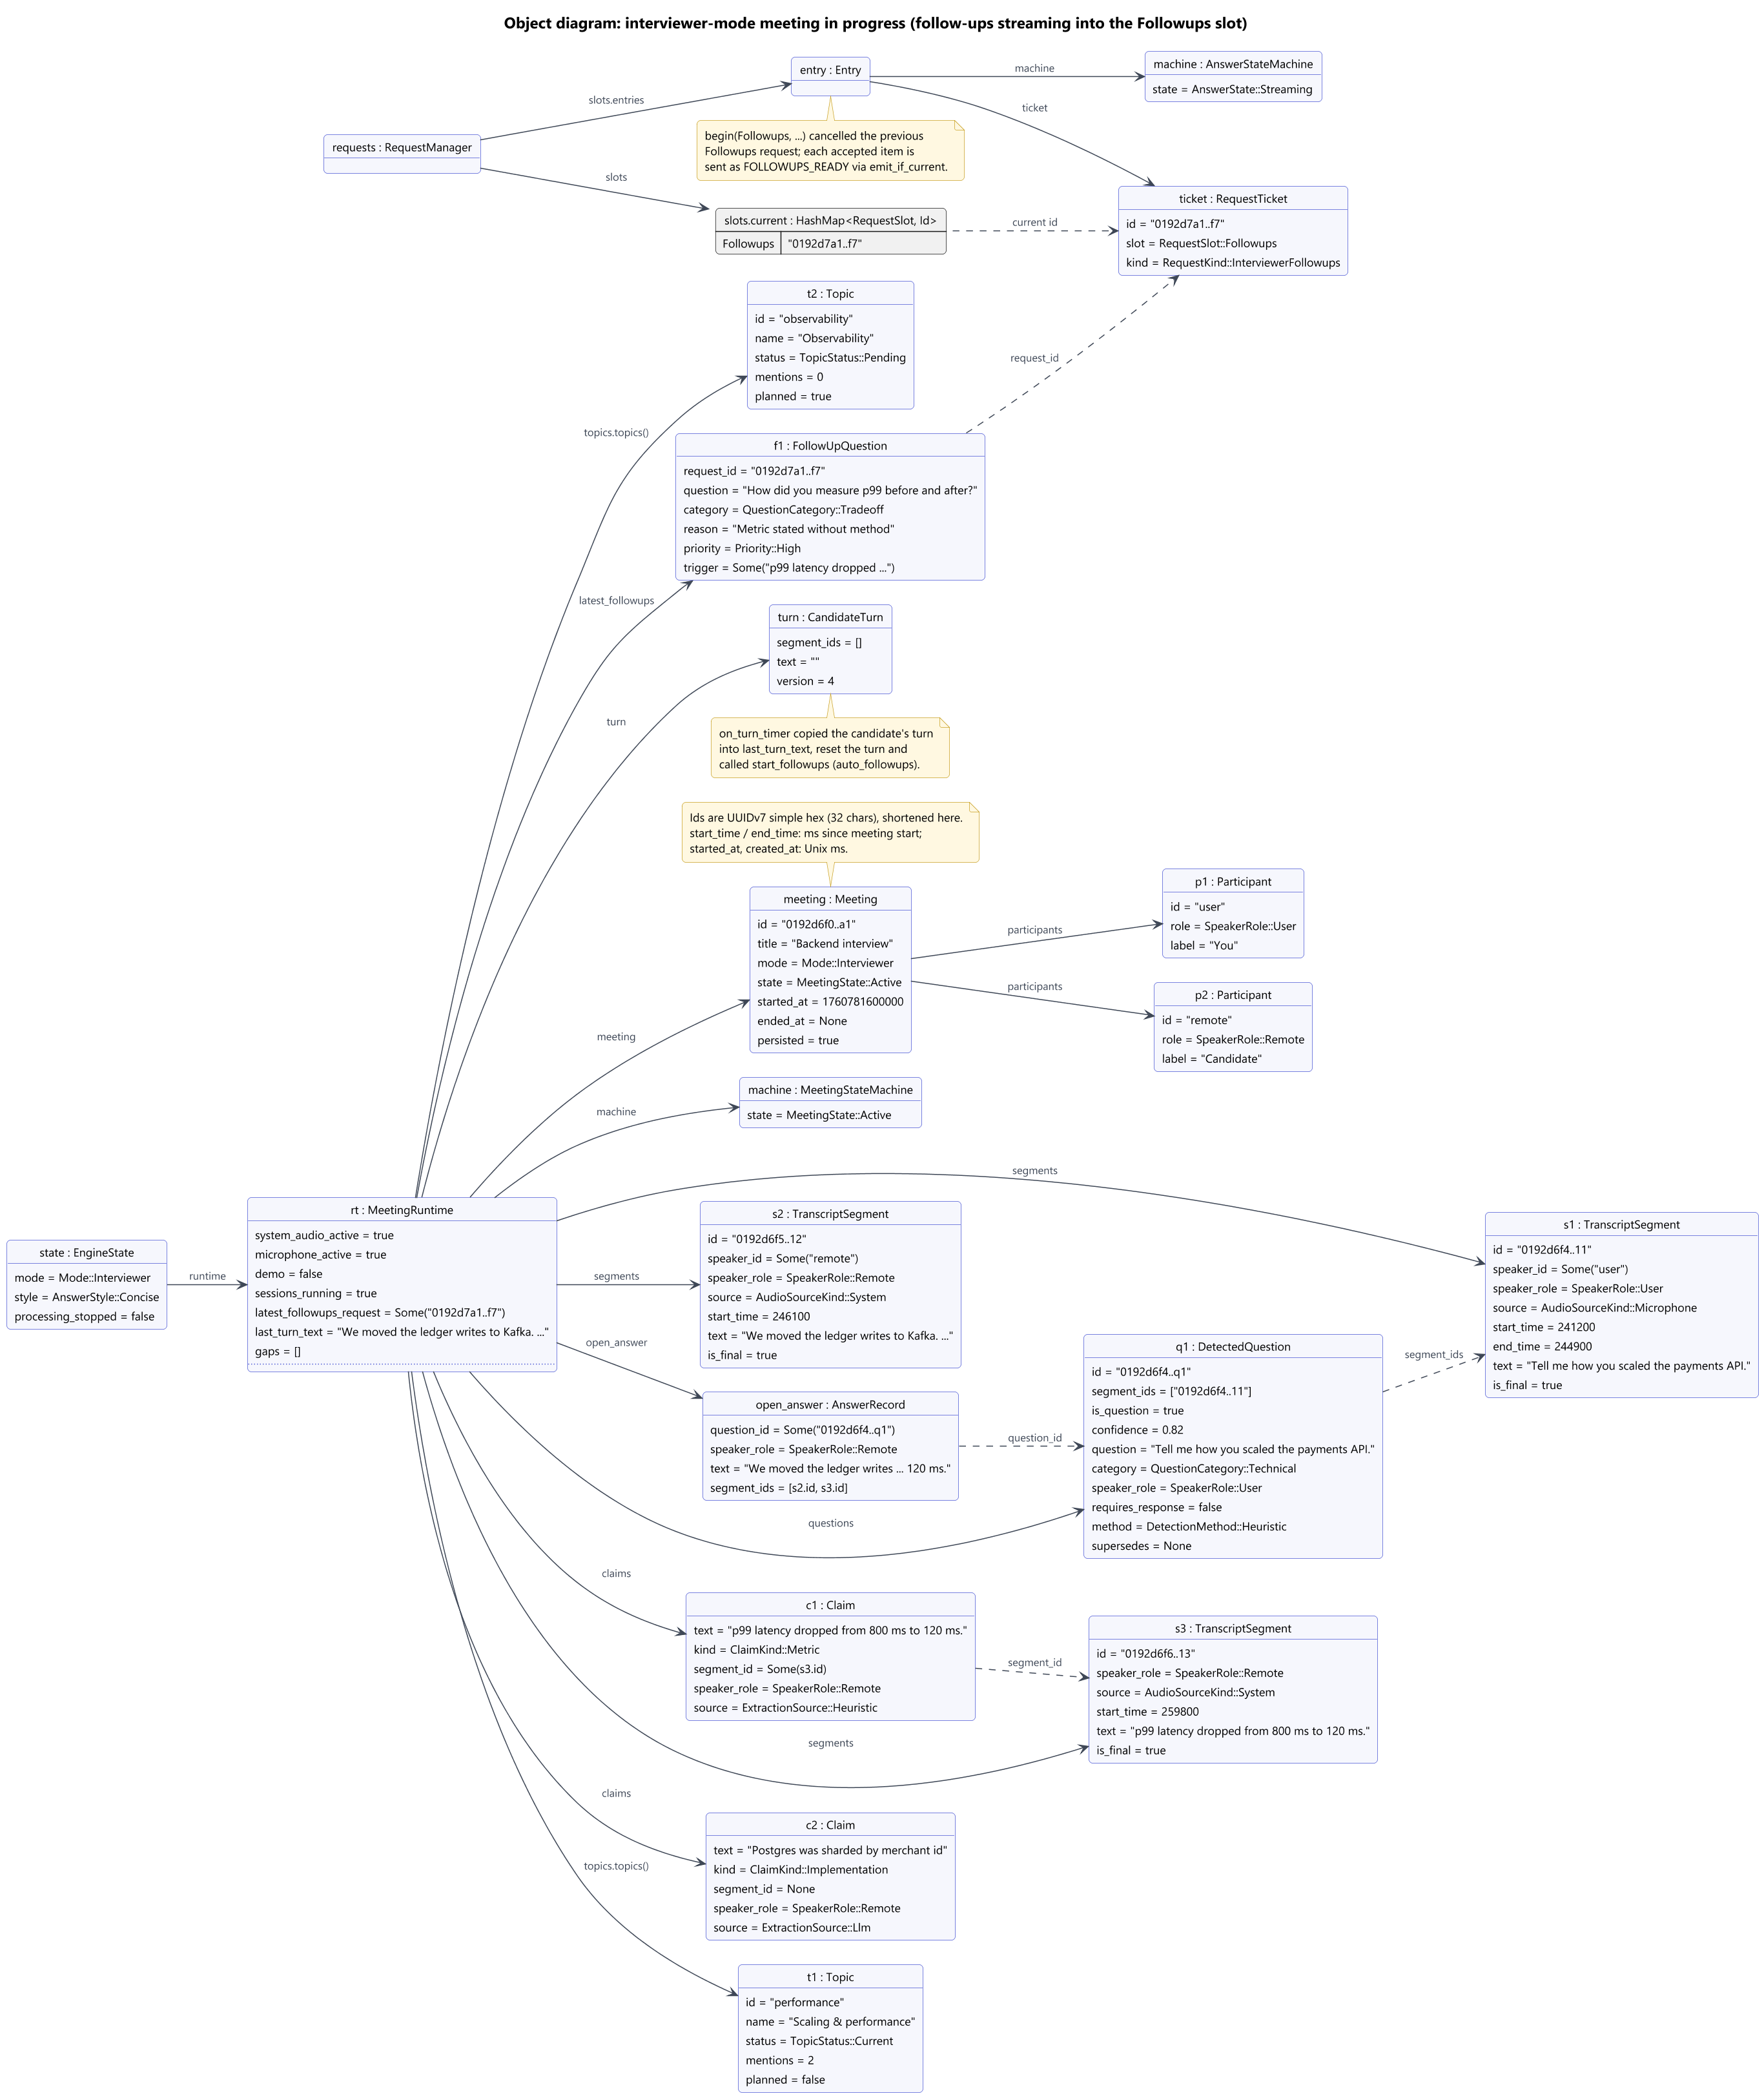 Object diagram: interviewer-mode meeting in progress (follow-ups streaming into the Followups slot)
entry : Entry
machine
machine : AnswerStateMachine
state = AnswerState::Streaming
slots.entries
ticket
requests : RequestManager
begin(Followups, ...) cancelled the previous
Followups request; each accepted item is
sent as FOLLOWUPS_READY via emit_if_current.
slots
ticket : RequestTicket
id = "0192d7a1..f7"
slot = RequestSlot::Followups
kind = RequestKind::InterviewerFollowups
slots.current : HashMap<RequestSlot, Id>
Followups
"0192d7a1..f7"
current id
t2 : Topic
id = "observability"
name = "Observability"
status = TopicStatus::Pending
mentions = 0
planned = true
request_id
topics.topics()
f1 : FollowUpQuestion
request_id = "0192d7a1..f7"
question = "How did you measure p99 before and after?"
category = QuestionCategory::Tradeoff
reason = "Metric stated without method"
priority = Priority::High
trigger = Some("p99 latency dropped ...")
latest_followups
turn : CandidateTurn
segment_ids = []
text = ""
version = 4
turn
on_turn_timer copied the candidate's turn
into last_turn_text, reset the turn and
called start_followups (auto_followups).
Ids are UUIDv7 simple hex (32 chars), shortened here.
start_time / end_time: ms since meeting start;
started_at, created_at: Unix ms.
meeting : Meeting
id = "0192d6f0..a1"
title = "Backend interview"
mode = Mode::Interviewer
state = MeetingState::Active
started_at = 1760781600000
ended_at = None
persisted = true
meeting
participants
p1 : Participant
id = "user"
role = SpeakerRole::User
label = "You"
participants
p2 : Participant
id = "remote"
role = SpeakerRole::Remote
label = "Candidate"
machine
machine : MeetingStateMachine
state = MeetingState::Active
segments
state : EngineState
mode = Mode::Interviewer
style = AnswerStyle::Concise
processing_stopped = false
runtime
rt : MeetingRuntime
system_audio_active = true
microphone_active = true
demo = false
sessions_running = true
latest_followups_request = Some("0192d7a1..f7")
last_turn_text = "We moved the ledger writes to Kafka. ..."
gaps = []
segments
s2 : TranscriptSegment
id = "0192d6f5..12"
speaker_id = Some("remote")
speaker_role = SpeakerRole::Remote
source = AudioSourceKind::System
start_time = 246100
text = "We moved the ledger writes to Kafka. ..."
is_final = true
s1 : TranscriptSegment
id = "0192d6f4..11"
speaker_id = Some("user")
speaker_role = SpeakerRole::User
source = AudioSourceKind::Microphone
start_time = 241200
end_time = 244900
text = "Tell me how you scaled the payments API."
is_final = true
open_answer
open_answer : AnswerRecord
question_id = Some("0192d6f4..q1")
speaker_role = SpeakerRole::Remote
text = "We moved the ledger writes ... 120 ms."
segment_ids = [s2.id, s3.id]
question_id
q1 : DetectedQuestion
id = "0192d6f4..q1"
segment_ids = ["0192d6f4..11"]
is_question = true
confidence = 0.82
question = "Tell me how you scaled the payments API."
category = QuestionCategory::Technical
speaker_role = SpeakerRole::User
requires_response = false
method = DetectionMethod::Heuristic
supersedes = None
segment_ids
questions
claims
c1 : Claim
text = "p99 latency dropped from 800 ms to 120 ms."
kind = ClaimKind::Metric
segment_id = Some(s3.id)
speaker_role = SpeakerRole::Remote
source = ExtractionSource::Heuristic
segment_id
s3 : TranscriptSegment
id = "0192d6f6..13"
speaker_role = SpeakerRole::Remote
source = AudioSourceKind::System
start_time = 259800
text = "p99 latency dropped from 800 ms to 120 ms."
is_final = true
segments
claims
c2 : Claim
text = "Postgres was sharded by merchant id"
kind = ClaimKind::Implementation
segment_id = None
speaker_role = SpeakerRole::Remote
source = ExtractionSource::Llm
topics.topics()
t1 : Topic
id = "performance"
name = "Scaling & performance"
status = TopicStatus::Current
mentions = 2
planned = false